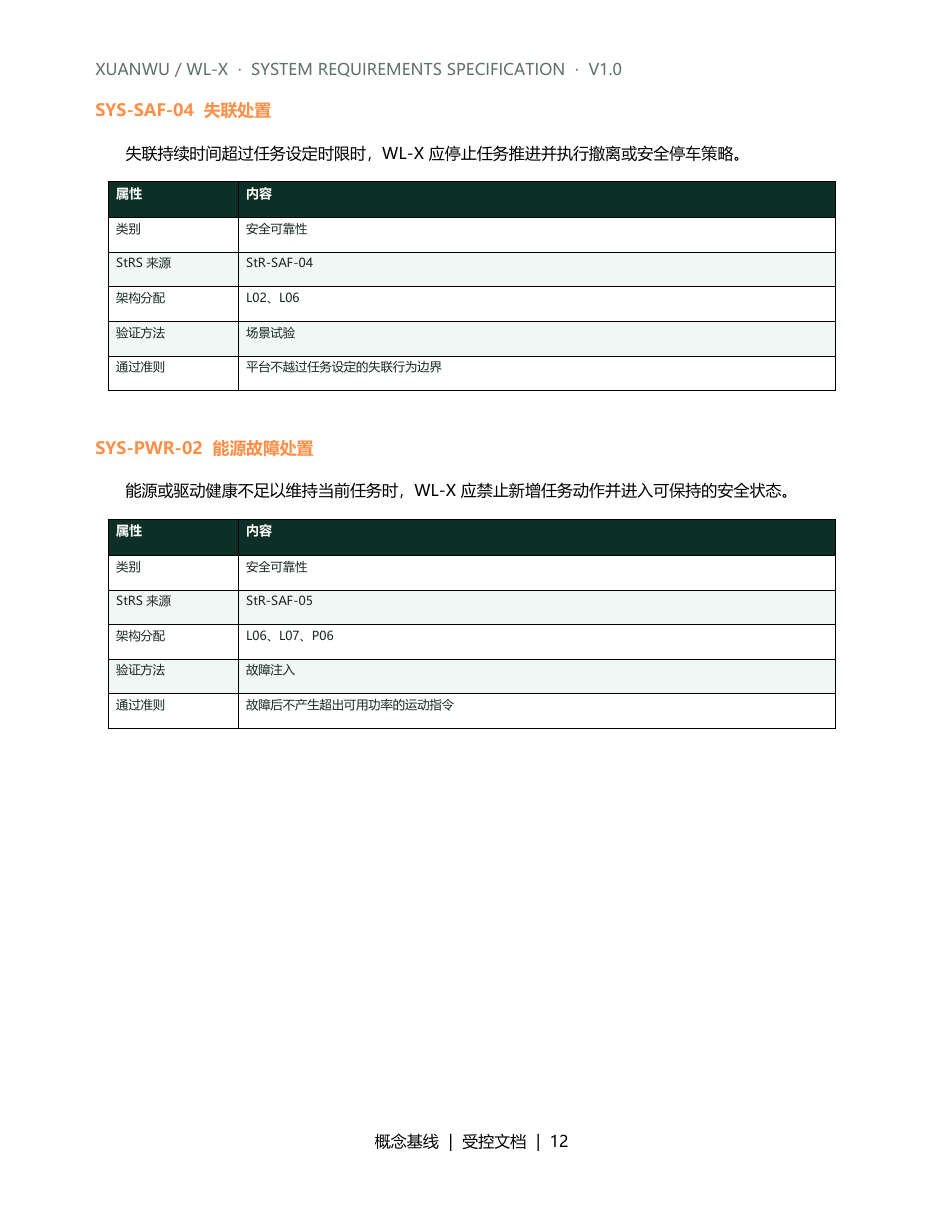 XUANWU / WL-X · SYSTEM REQUIREMENTS SPECIFICATION · V1.0
SYS-SAF-04 失联处置
失联持续时间超过任务设定时限时，WL-X 应停止任务推进并执行撤离或安全停车策略。
属性 内容
类别 安全可靠性
StRS 来源 StR-SAF-04
架构分配 L02、L06
验证方法 场景试验
通过准则 平台不越过任务设定的失联行为边界
SYS-PWR-02 能源故障处置
能源或驱动健康不足以维持当前任务时，WL-X 应禁止新增任务动作并进入可保持的安全状态。
属性 内容
类别 安全可靠性
StRS 来源 StR-SAF-05
架构分配 L06、L07、P06
验证方法 故障注入
通过准则 故障后不产生超出可用功率的运动指令
概念基线 | 受控文档 | 12